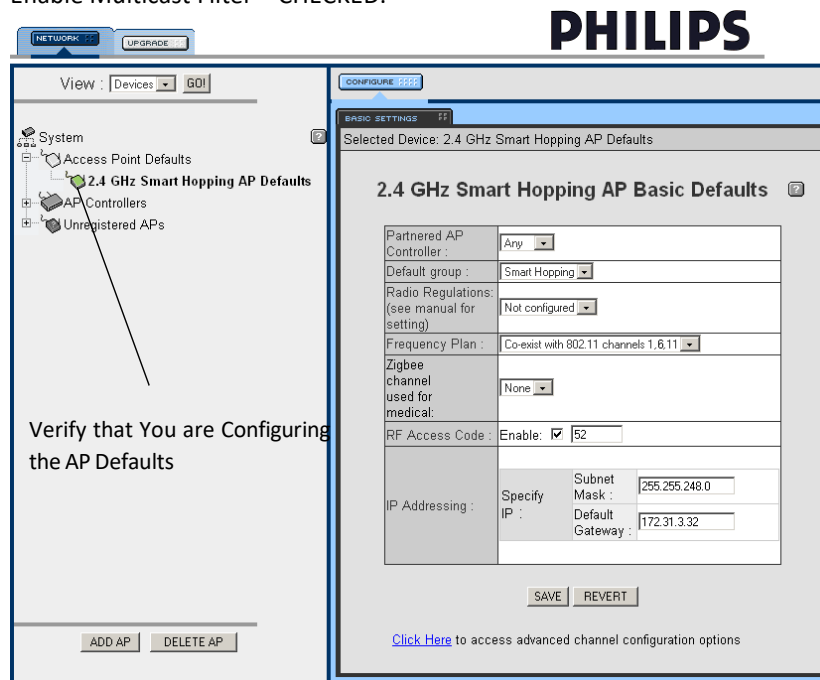 PHILIPS
NETWORK
UPGRADE
View : Devices GO!
System
Access Point Defaults
2.4 GHz Smart Hopping AP Defaults
AP Controllers
Unregistered APs
Verify that You are Configuring
the AP Defaults
ADD AP DELETE AP
CONFIGURE
BASIC SETTINGS
Selected Device: 2.4 GHz Smart Hopping AP Defaults
2.4 GHz Smart Hopping AP Basic Defaults ?
Partnered AP
Controller :
Any
Default group : Smart Hopping
Radio Regulations:
(see manual for
setting)
Not configured
Frequency Plan : Co-exist with 802.11 channels 1,6,11
Zigbee
channel
used for
medical:
None
RF Access Code : Enable: 52
IP Addressing :
Specify
IP :
Subnet
Mask :
255.255.248.0
Default
Gateway :
172.31.3.32
SAVE REVERT
Click Here to access advanced channel configuration options